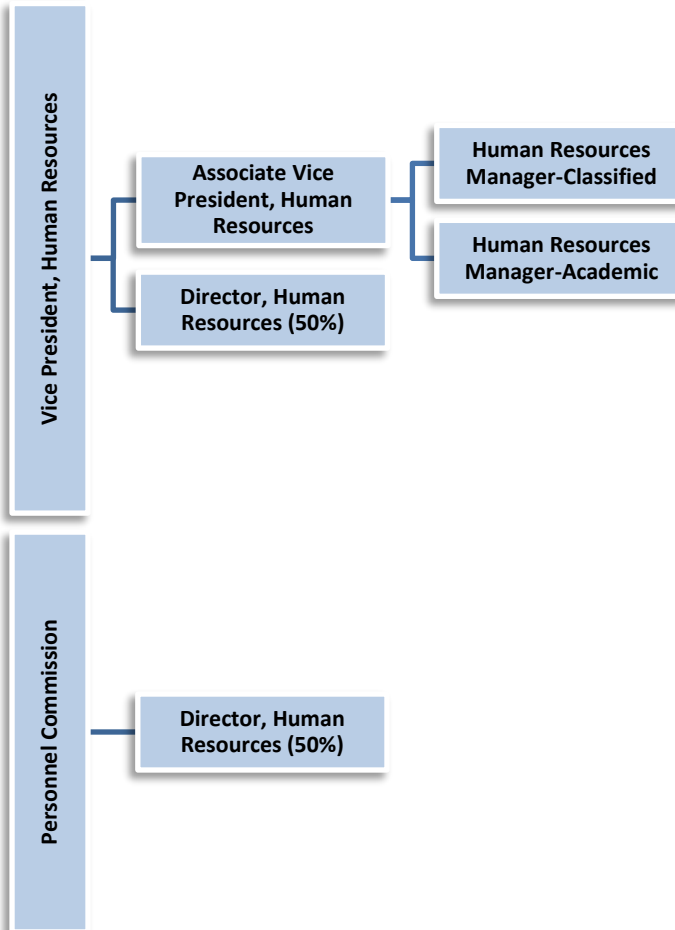 Vice President, Human Resources
Associate Vice
President, Human
Resources
Human Resources
Manager-Classified
Human Resources
Manager-Academic
Director, Human
Resources (50%)
Personnel Commission
Director, Human
Resources (50%)